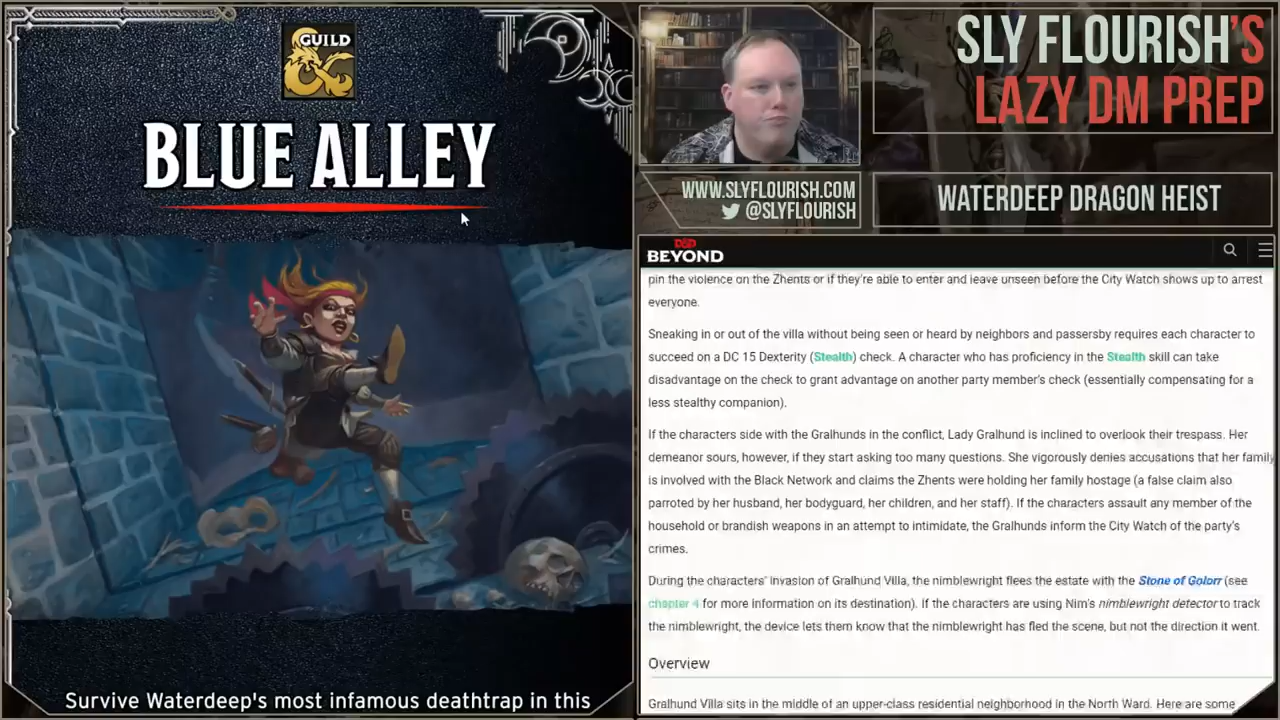 GUILD
BLUE ALLEY
Survive Waterdeep's most infamous deathtrap in this
SLY FLOURISH'S
LAZY DM PREP
WWW.SLYFLOURISH.COM
@SLYFLOURISH
WATERDEEP DRAGON HEIST
D&D
BEYOND
pin the violence on the Zhents or if they're able to enter and leave unseen before the City Watch shows up to arrest
everyone.
Sneaking in or out of the villa without being seen or heard by neighbors and passersby requires each character to
succeed on a DC 15 Dexterity (Stealth) check. A character who has proficiency in the Stealth skill can take
disadvantage on the check to grant advantage on another party member's check (essentially compensating for a
less stealthy companion).
If the characters side with the Gralhunds in the conflict, Lady Gralhund is inclined to overlook their trespass. Her
demeanor sours, however, if they start asking too many questions. She vigorously denies accusations that her family
is involved with the Black Network and claims the Zhents were holding her family hostage (a false claim also
parroted by her husband, her bodyguard, her children, and her staff). If the characters assault any member of the
household or brandish weapons in an attempt to intimidate, the Gralhunds inform the City Watch of the party's
crimes.
During the characters' invasion of Gralhund Villa, the nimblewright flees the estate with the Stone of Golorr (see
chapter 4 for more information on its destination). If the characters are using Nim's nimblewright detector to track
the nimblewright, the device lets them know that the nimblewright has fled the scene, but not the direction it went.
Overview
Gralhund Villa sits in the middle of an upper-class residential neighborhood in the North Ward. Here are some